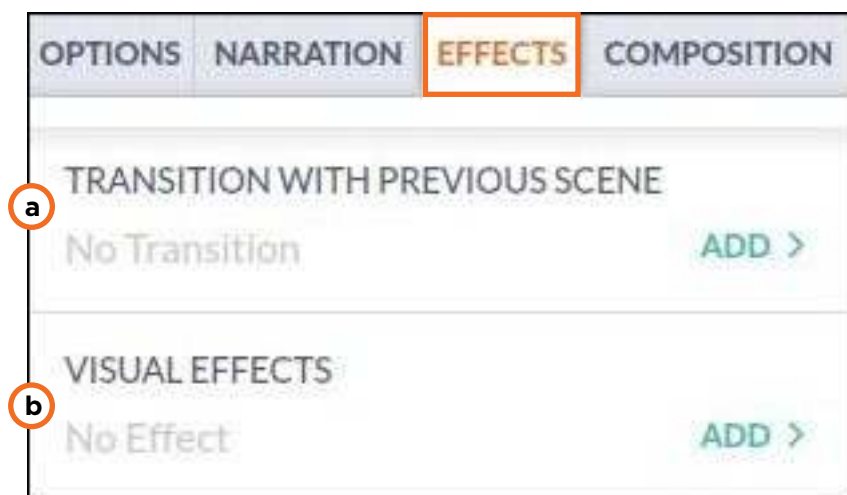 OPTIONS NARRATION EFFECTS COMPOSITION
TRANSITION WITH PREVIOUS SCENE
a
No Transition ADD >
VISUAL EFFECTS
b
No Effect ADD >